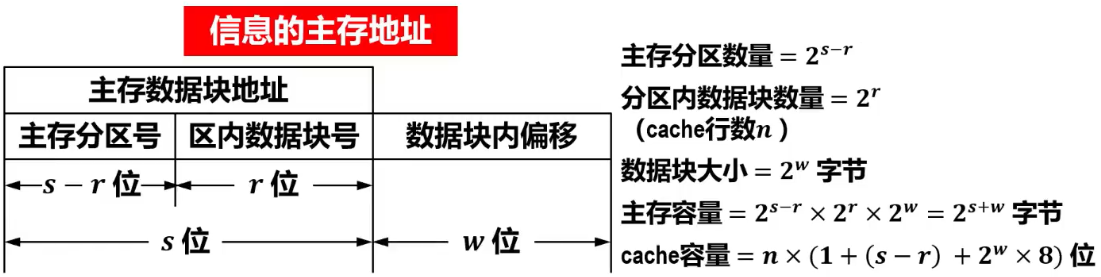 信息的主存地址
主存数据块地址
主存分区号 区内数据块号 数据块内偏移
s − r 位 r 位
s 位 w 位
主存分区数量 = 2^{s−r}
分区内数据块数量 = 2^r
（cache行数n ）
数据块大小 = 2^w 字节
主存容量 = 2^{s−r} × 2^r × 2^w = 2^{s+w} 字节
cache容量 = n × (1 + (s − r) + 2^w × 8) 位